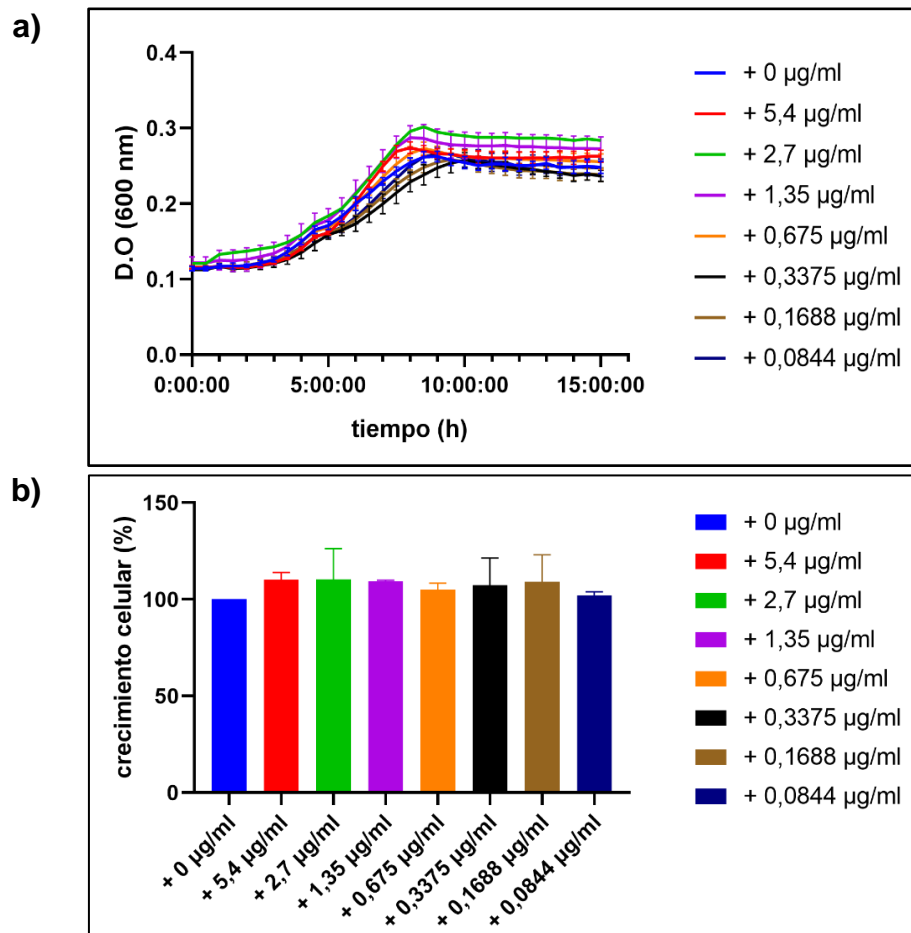 a)
0.4
0.3
0.2
0.1
0.0
D.O (600 nm)
0:00:00
5:00:00
10:00:00
15:00:00
tiempo (h)
+ 0 µg/ml
+ 5,4 µg/ml
+ 2,7 µg/ml
+ 1,35 µg/ml
+ 0,675 µg/ml
+ 0,3375 µg/ml
+ 0,1688 µg/ml
+ 0,0844 µg/ml
b)
150
100
50
0
crecimiento celular (%)
+ 0 µg/ml
+ 5,4 µg/ml
+ 2,7 µg/ml
+ 1,35 µg/ml
+ 0,675 µg/ml
+ 0,3375 µg/ml
+ 0,1688 µg/ml
+ 0,0844 µg/ml
+ 0 µg/ml
+ 5,4 µg/ml
+ 2,7 µg/ml
+ 1,35 µg/ml
+ 0,675 µg/ml
+ 0,3375 µg/ml
+ 0,1688 µg/ml
+ 0,0844 µg/ml